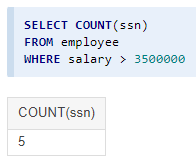 SELECT COUNT(ssn)
FROM employee
WHERE salary > 3500000
COUNT(ssn)
5